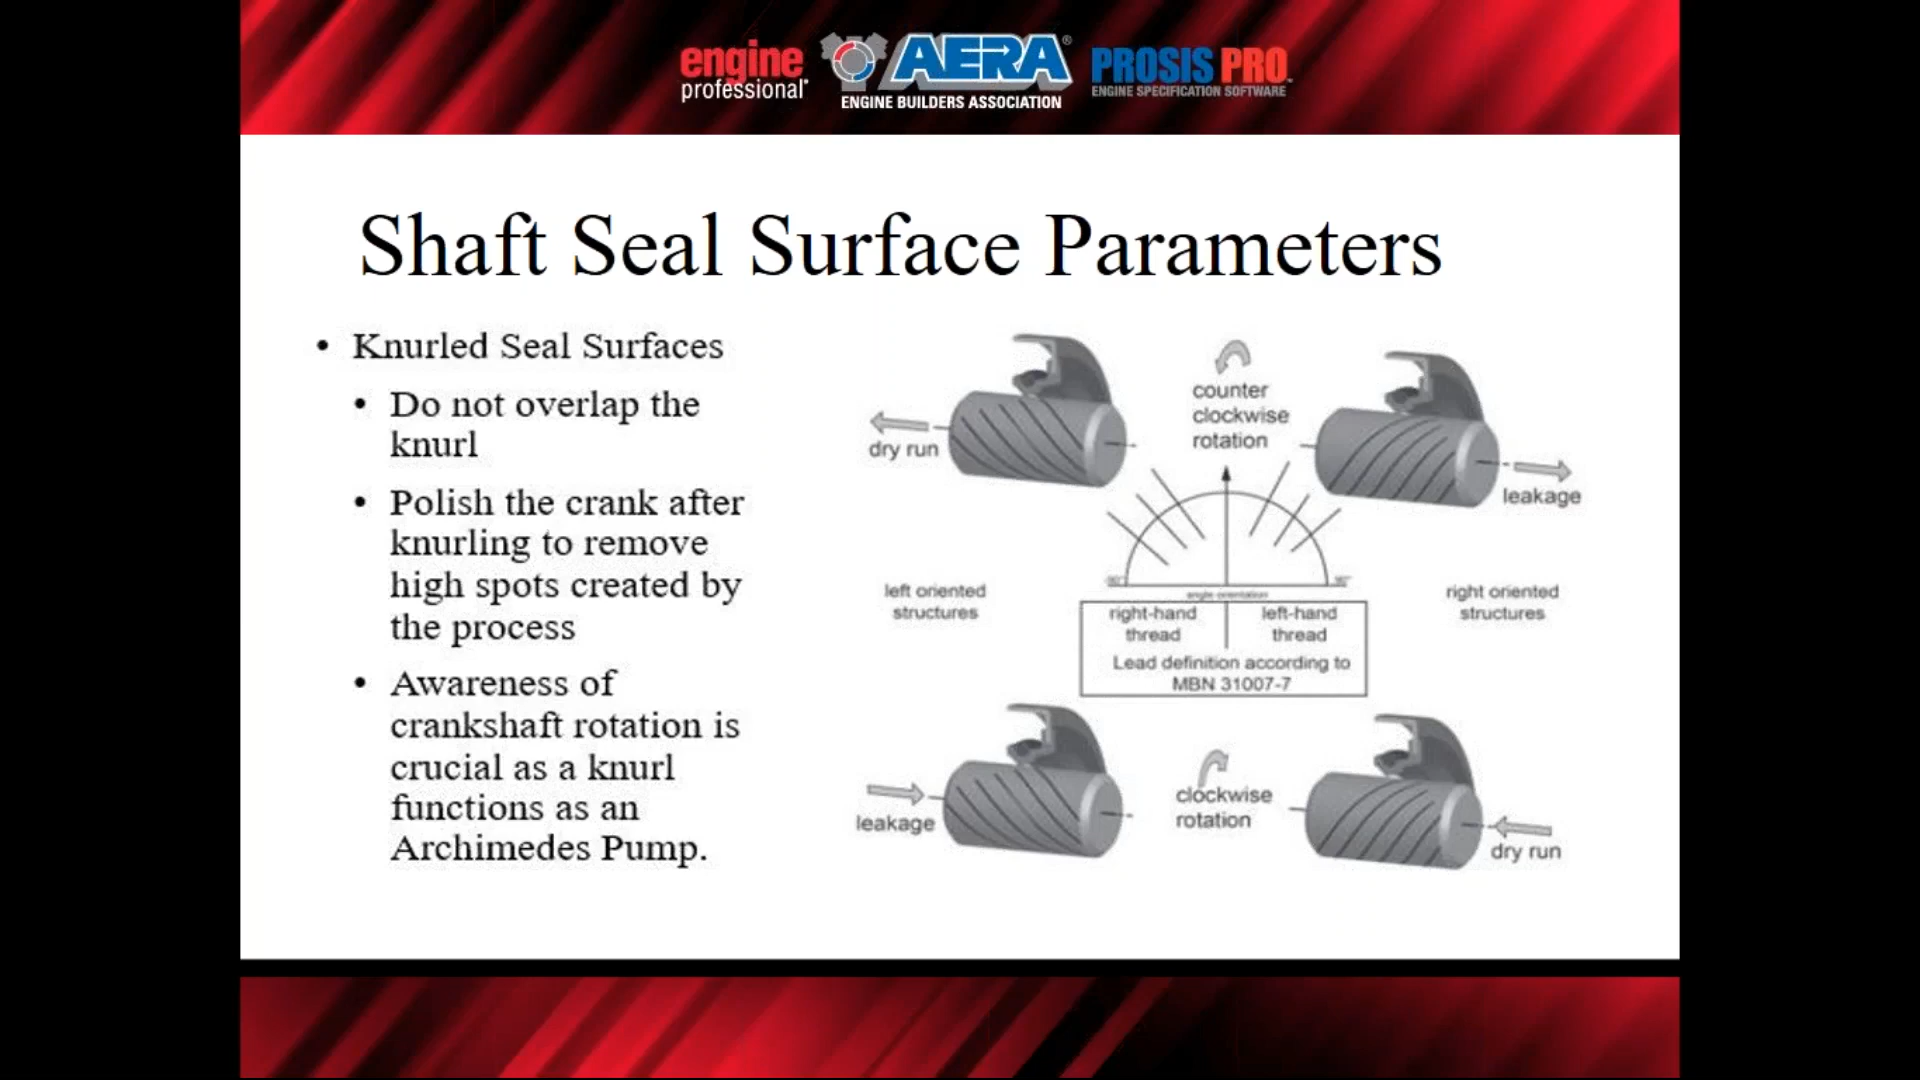 engine
professional
AERA®
ENGINE BUILDERS ASSOCIATION
PROSIS PRO
ENGINE SPECIFICATION SOFTWARE
Shaft Seal Surface Parameters
• Knurled Seal Surfaces
• Do not overlap the
knurl
• Polish the crank after
knurling to remove
high spots created by
the process
• Awareness of
crankshaft rotation is
crucial as a knurl
functions as an
Archimedes Pump.
dry run
counter
clockwise
rotation
leakage
left oriented
structures
-90°
90°
angle orientation
right-hand
thread
left-hand
thread
Lead definition according to
MBN 31007-7
right oriented
structures
leakage
clockwise
rotation
dry run